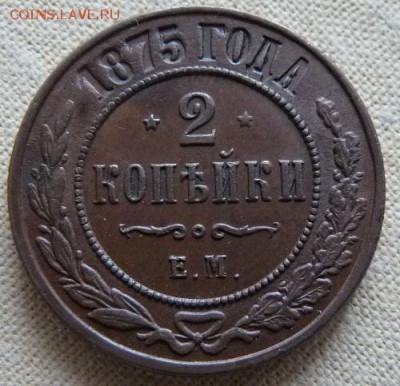 COINS.LAVE.RU
1875 ГОДА
2
КОПѢЙКИ
Е.М.